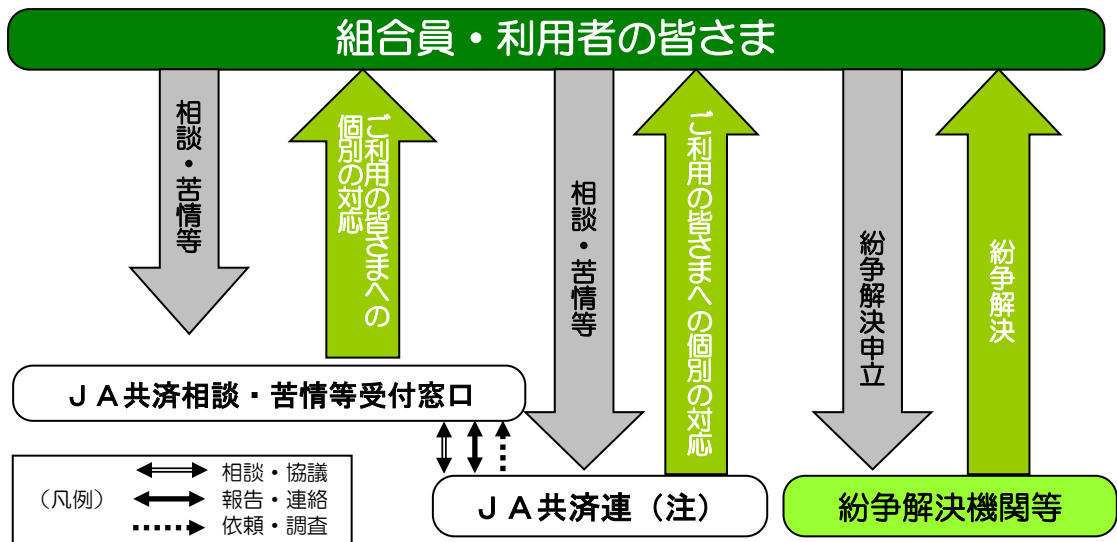 組合員・利用者の皆さま
相談・苦情等
ご利用の皆さまへの
個別の対応
相談・苦情等
ご利用の皆さまへの個別の対応
紛争解決申立
紛争解決
ＪＡ共済相談・苦情等受付窓口
（凡例）
相談・協議
報告・連絡
依頼・調査
ＪＡ共済連（注）
紛争解決機関等